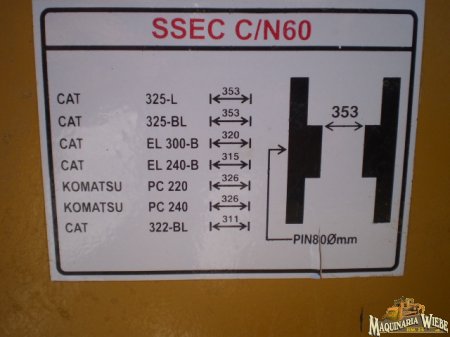 SSEC C/N60
CAT 325-L 353
CAT 325-BL 353
CAT EL 300-B 320
CAT EL 240-B 315
KOMATSU PC 220 326
KOMATSU PC 240 326
CAT 322-BL 311
353
PIN80Ømm
MAQUINARIA WIEBE